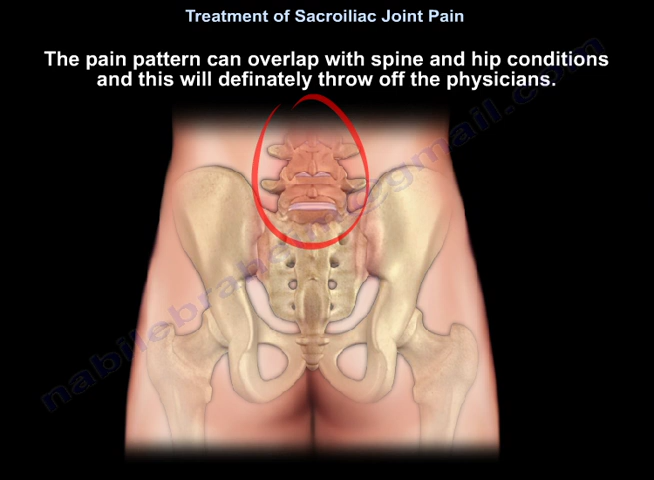 Treatment of Sacroiliac Joint Pain
The pain pattern can overlap with spine and hip conditions
and this will definately throw off the physicians.